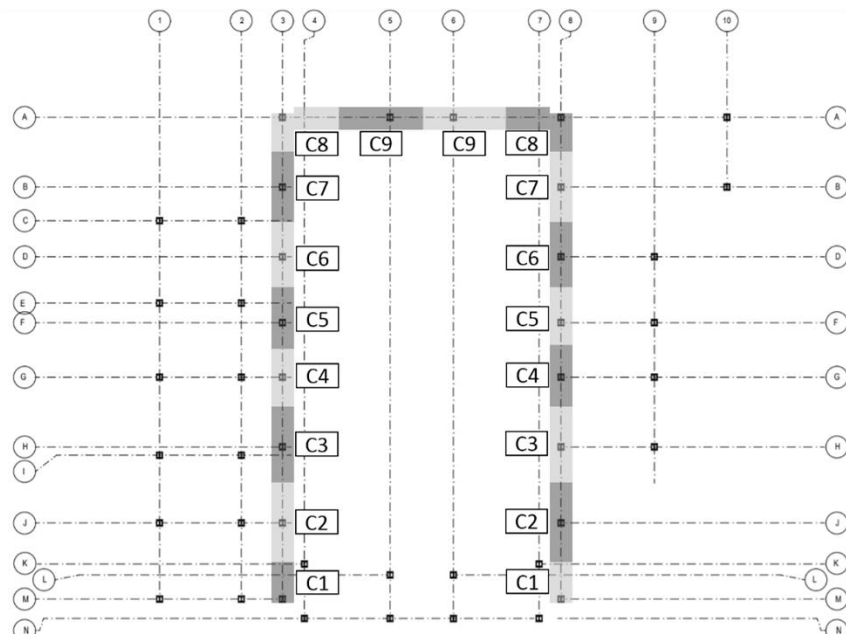 1 2 3 4 5 6 7 8 9 10
A A
C8 C9 C9 C8
B C7 C7 B
C
D C6 C6 D
E
F C5 C5 F
G C4 C4 G
H C3 C3 H
I
J C2 C2 J
K K
L C1 C1 L
M M
N N